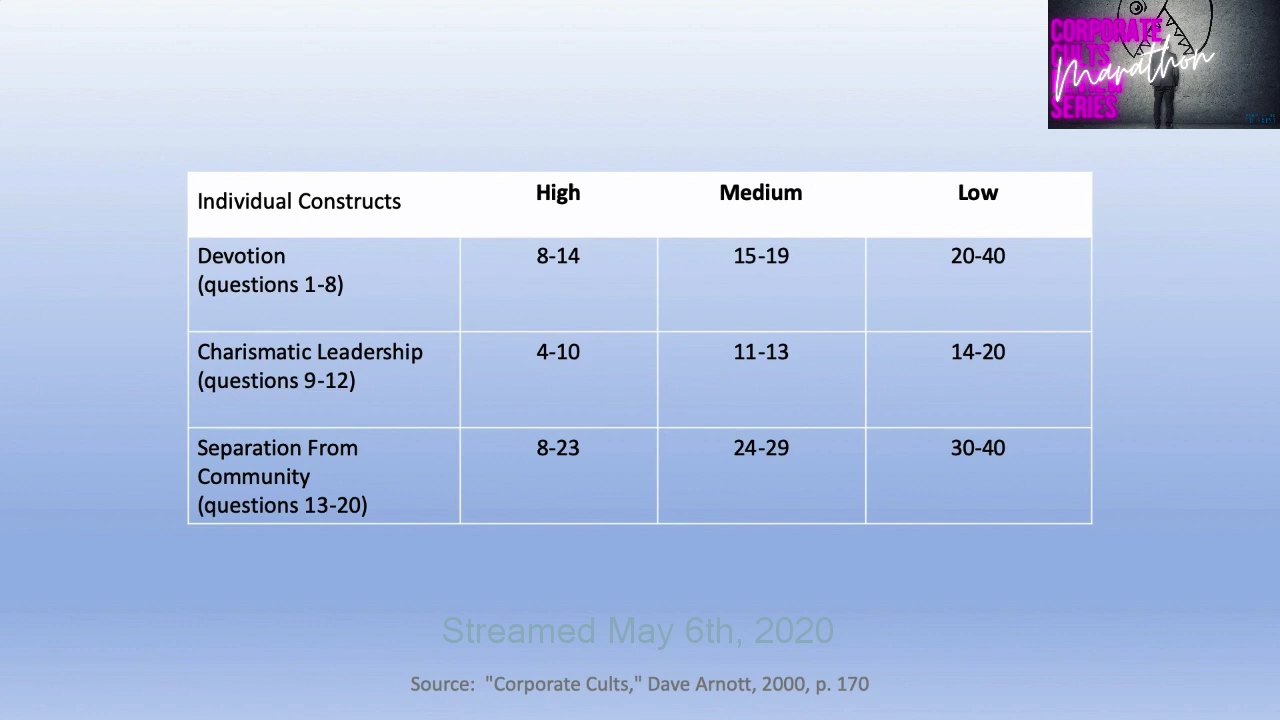 CORPORATE
CULTS
Marathon
SERIES
Individual Constructs High Medium Low
Devotion 8-14 15-19 20-40
(questions 1-8)
Charismatic Leadership 4-10 11-13 14-20
(questions 9-12)
Separation From 8-23 24-29 30-40
Community
(questions 13-20)
Streamed May 6th, 2020
Source: "Corporate Cults," Dave Arnott, 2000, p. 170